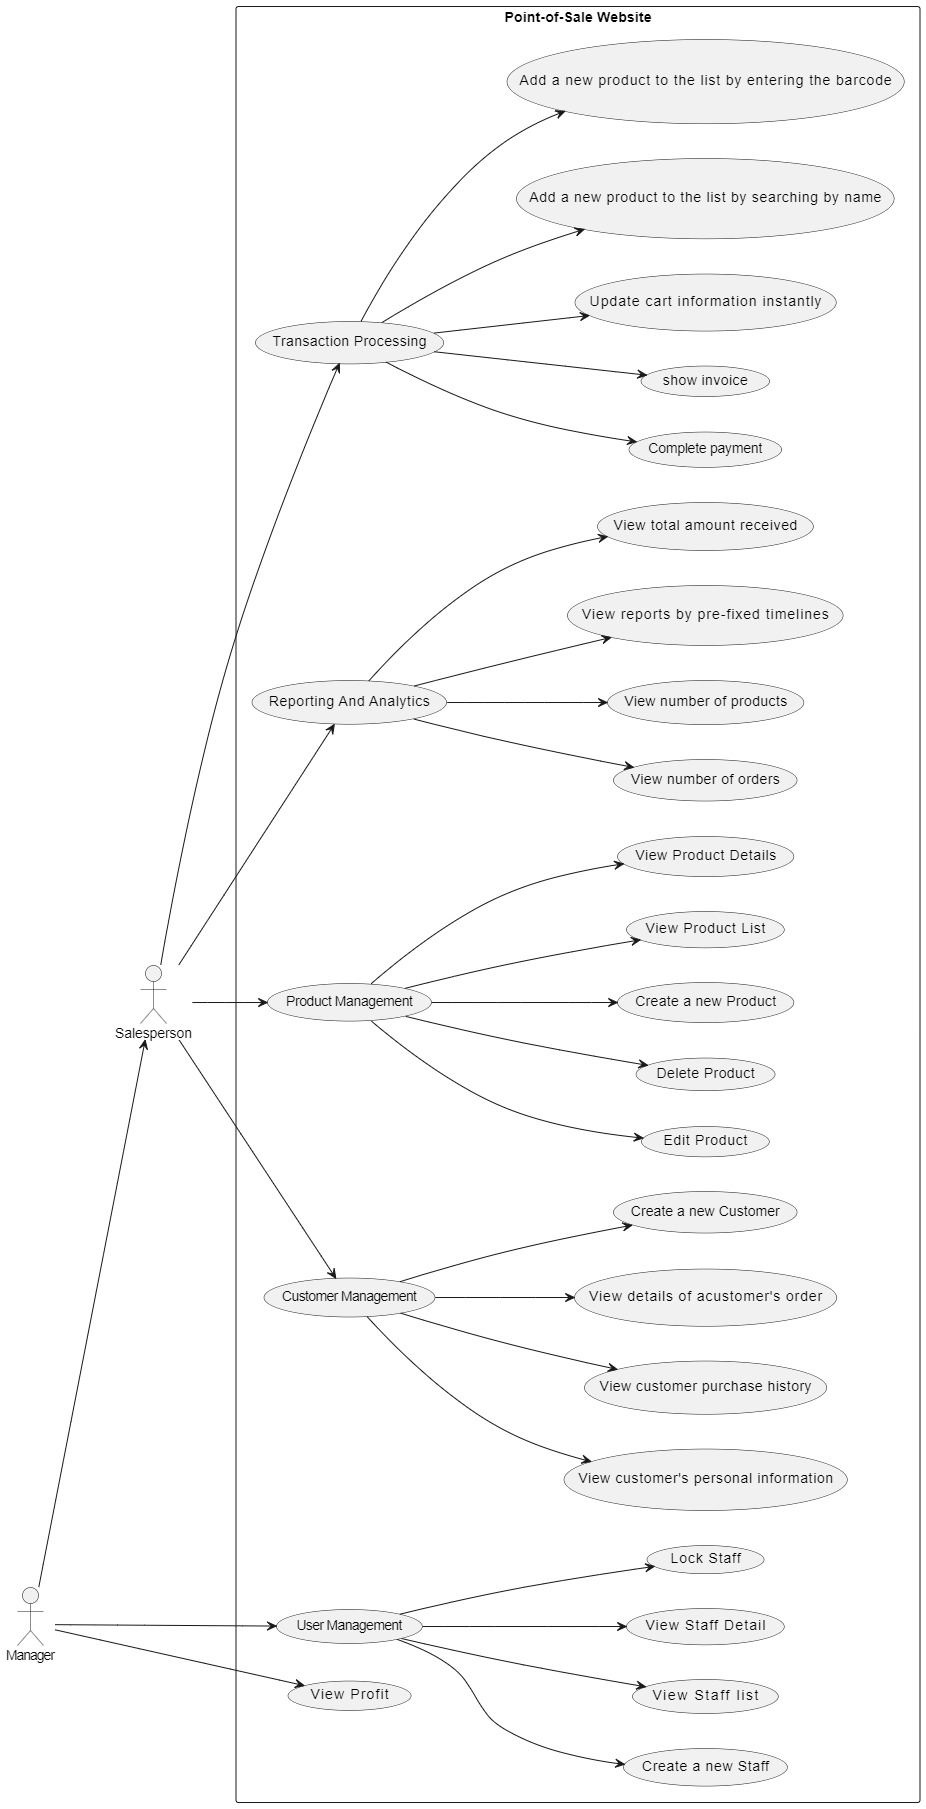 Point-of-Sale Website
Add a new product to the list by entering the barcode
Add a new product to the list by searching by name
Update cart information instantly
Transaction Processing
show invoice
Complete payment
View total amount received
View reports by pre-fixed timelines
Reporting And Analytics
View number of products
View number of orders
View Product Details
View Product List
Product Management
Create a new Product
Salesperson
Delete Product
Edit Product
Create a new Customer
Customer Management
View details of acustomer's order
View customer purchase history
View customer's personal information
Lock Staff
User Management
View Staff Detail
Manager
View Profit
View Staff list
Create a new Staff